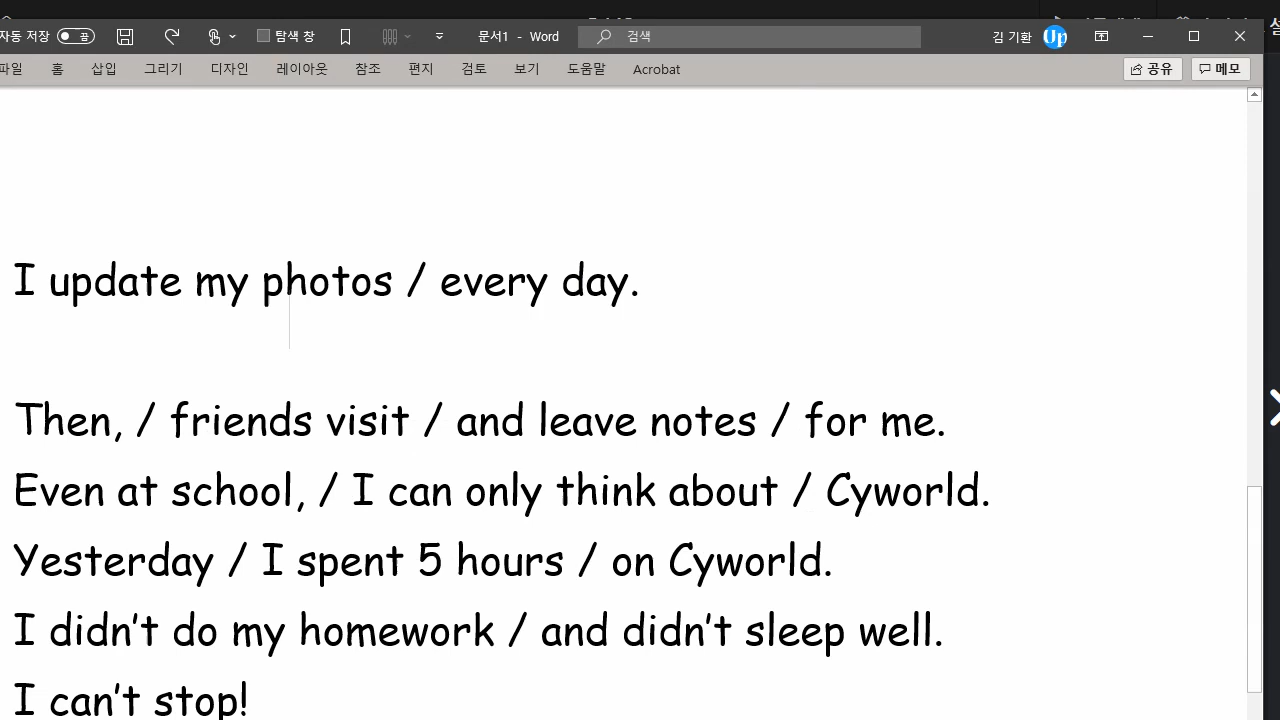 자동 저장 끔 탐색 창 문서1 - Word 검색 김 기환 Up
파일 홈 삽입 그리기 디자인 레이아웃 참조 편지 검토 보기 도움말 Acrobat 공유 메모
I update my photos / every day.
Then, / friends visit / and leave notes / for me.
Even at school, / I can only think about / Cyworld.
Yesterday / I spent 5 hours / on Cyworld.
I didn't do my homework / and didn't sleep well.
I can't stop!